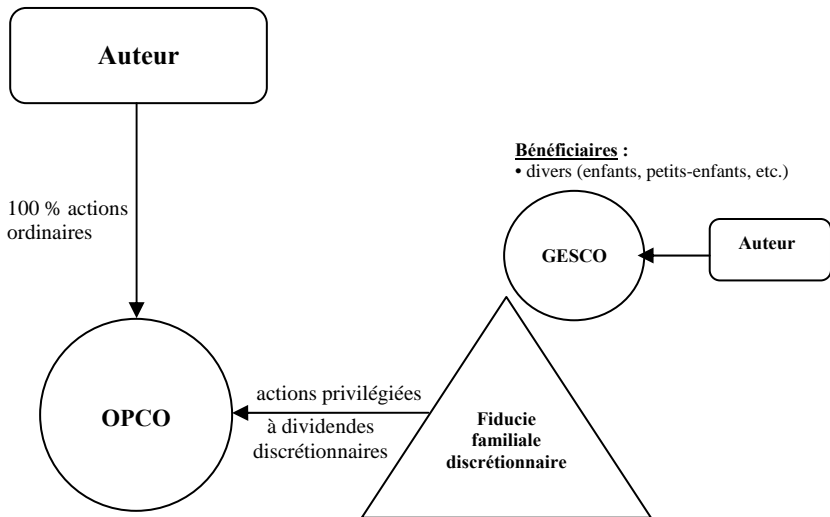 Auteur
Bénéficiaires :
• divers (enfants, petits-enfants, etc.)
100 % actions
ordinaires
GESCO
Auteur
OPCO
actions privilégiées
à dividendes
discrétionnaires
Fiducie
familiale
discrétionnaire